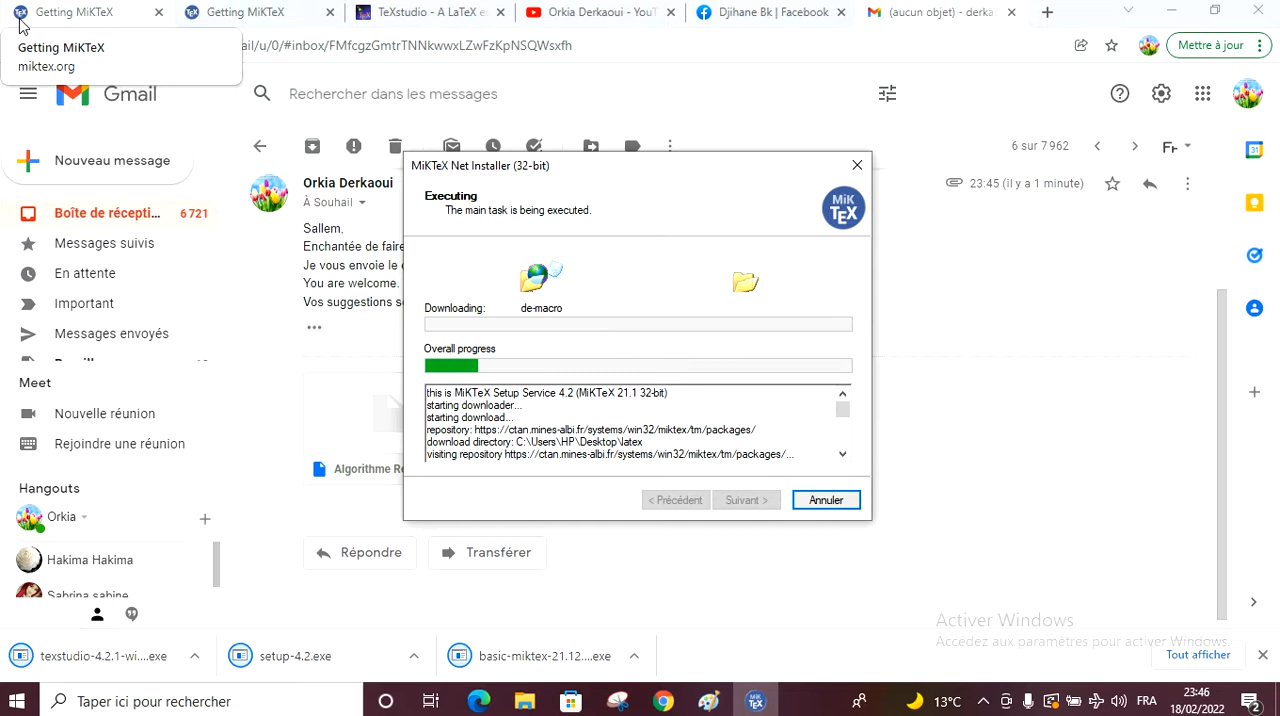 Getting MiKTeX
Getting MiKTeX
TeXstudio - A LaTeX e
Orkia Derkaoui - YouT
Djihane Bk | Facebook
(aucun objet) - derka
Getting MiKTeX
miktex.org
ail/u/0/#inbox/FMfcgzGmtrTNNkwwxLZwFzKpNSQWsxfh
Mettre à jour
Gmail
Rechercher dans les messages
Nouveau message
6 sur 7 962
Fr
Boîte de récepti...
6 721
Messages suivis
En attente
Important
Messages envoyés
Meet
Nouvelle réunion
Rejoindre une réunion
Hangouts
Orkia
Hakima Hakima
Sabrina sabine
Orkia Derkaoui
À Souhail
23:45 (il y a 1 minute)
Sallem,
Enchantée de faire
Je vous envoie le
You are welcome.
Vos suggestions
Algorithme
Répondre
Transférer
MiKTeX Net Installer (32-bit)
Executing
The main task is being executed.
MiK
TEX
Downloading:
de-macro
Overall progress
this is MiKTeX Setup Service 4.2 (MiKTeX 21.1 32-bit)
starting downloader...
starting download...
repository: https://ctan.mines-albi.fr/systems/win32/miktex/tm/packages/
download directory: C:\Users\HP\Desktop\latex
visiting repository https://ctan.mines-albi.fr/systems/win32/miktex/tm/packages/...
< Précédent
Suivant >
Annuler
Activer Windows
Accédez aux paramètres pour activer Windows.
texstudio-4.2.1-wi....exe
setup-4.2.exe
basic-miktex-21.12....exe
Tout afficher
Taper ici pour rechercher
13°C
FRA
23:46
18/02/2022
2